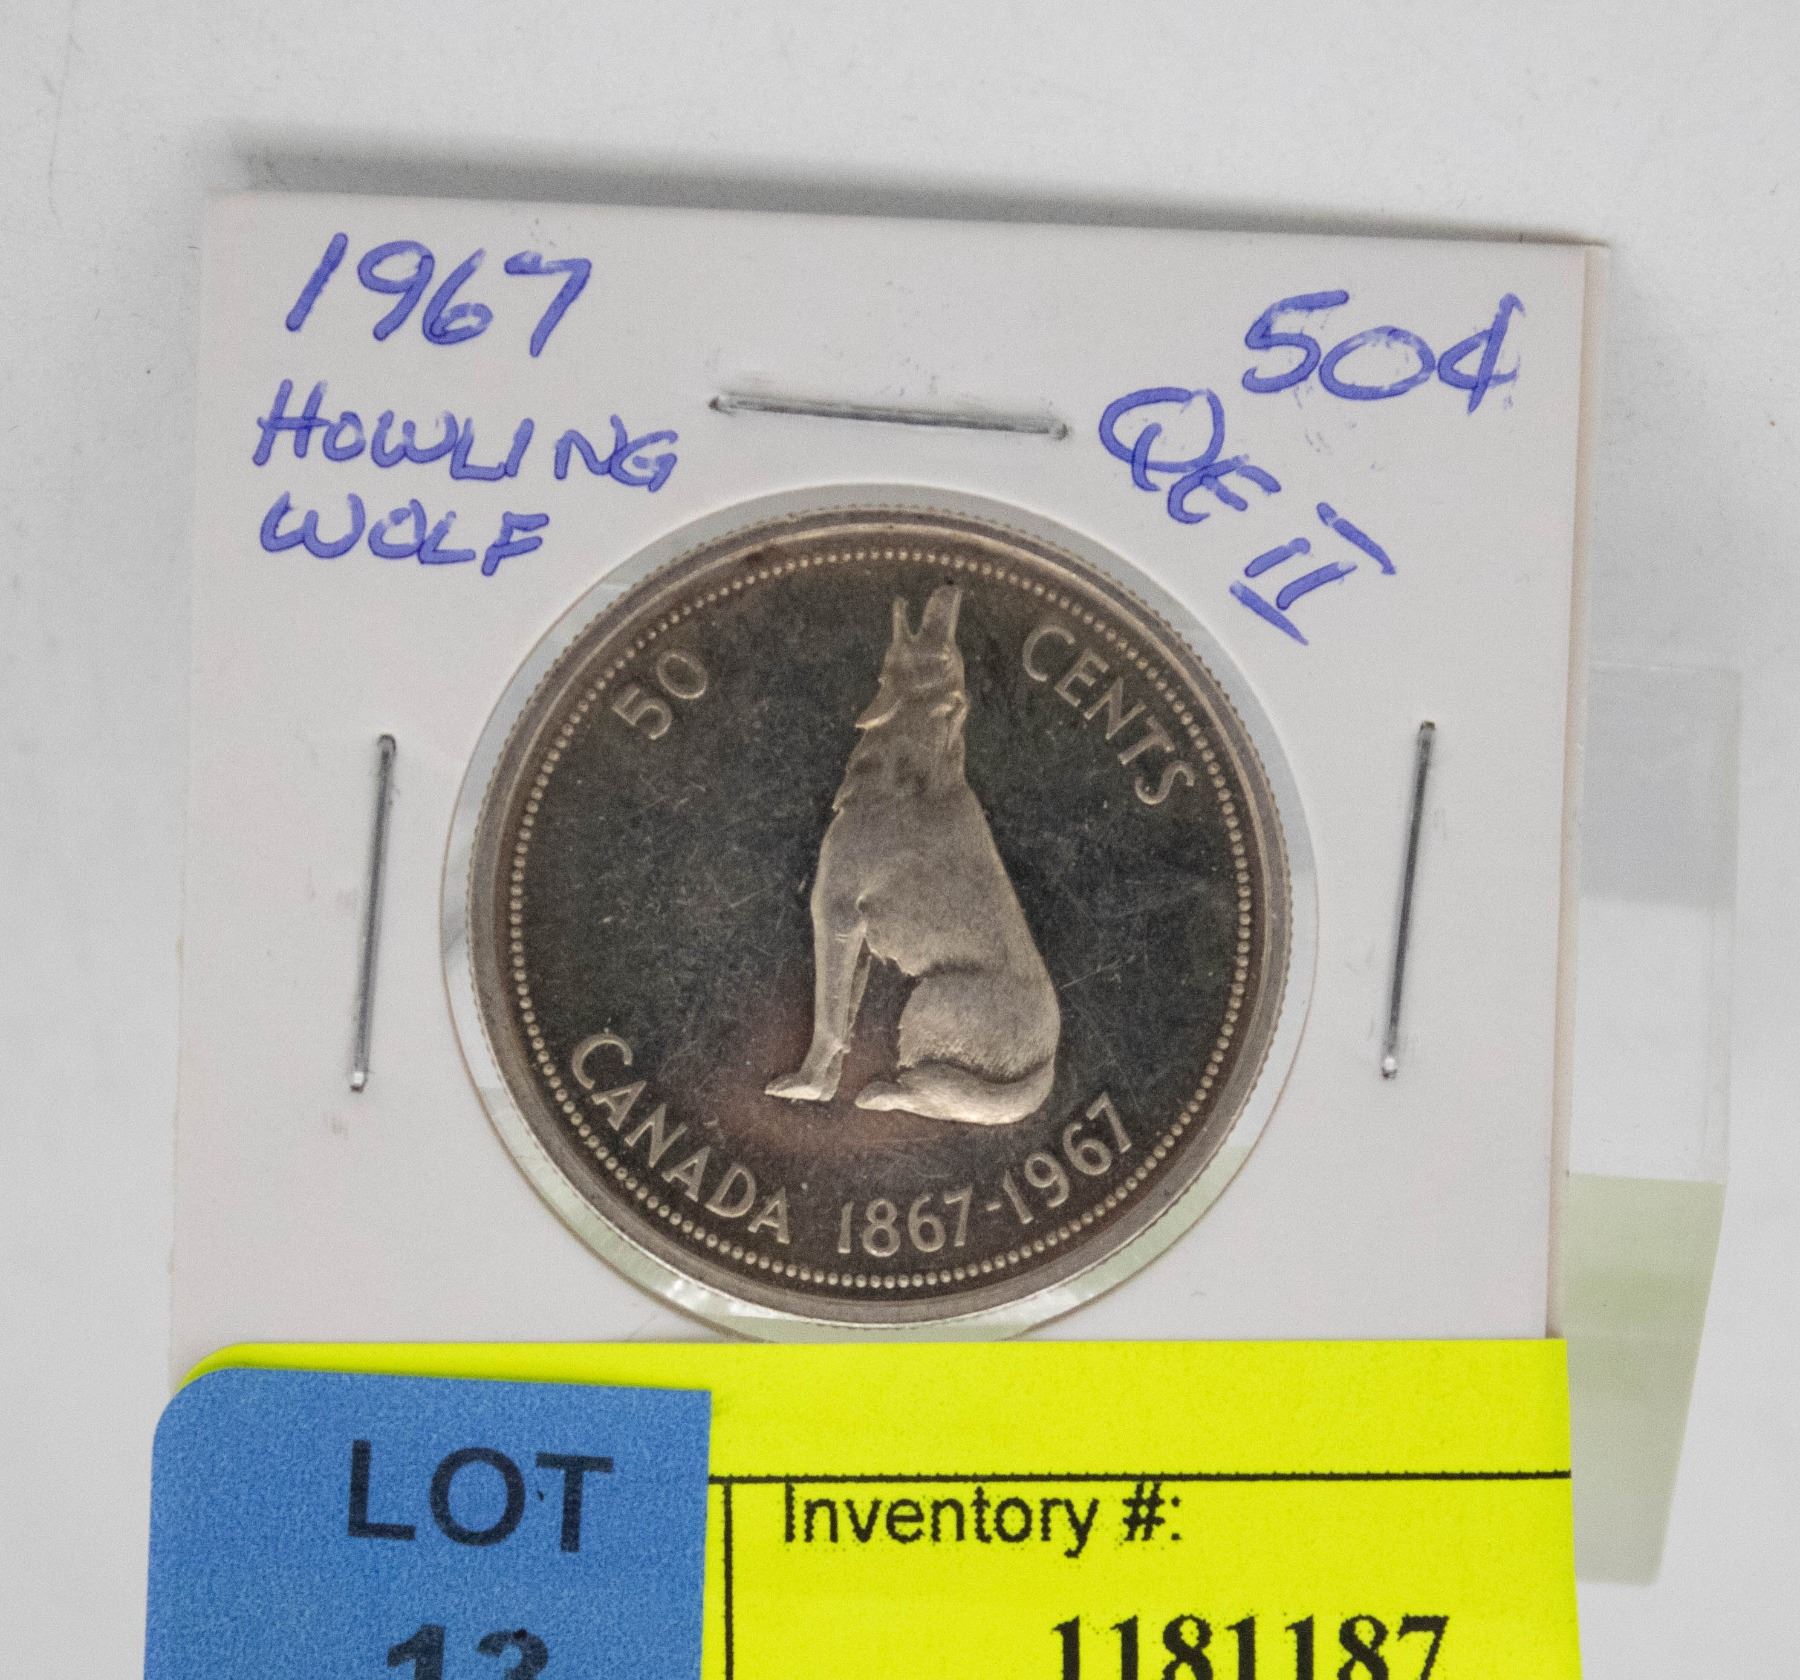 1967
HOWLING
WOLF
50¢
QE II
50 CENTS
CANADA 1867-1967
LOT
Inventory #:
1181187